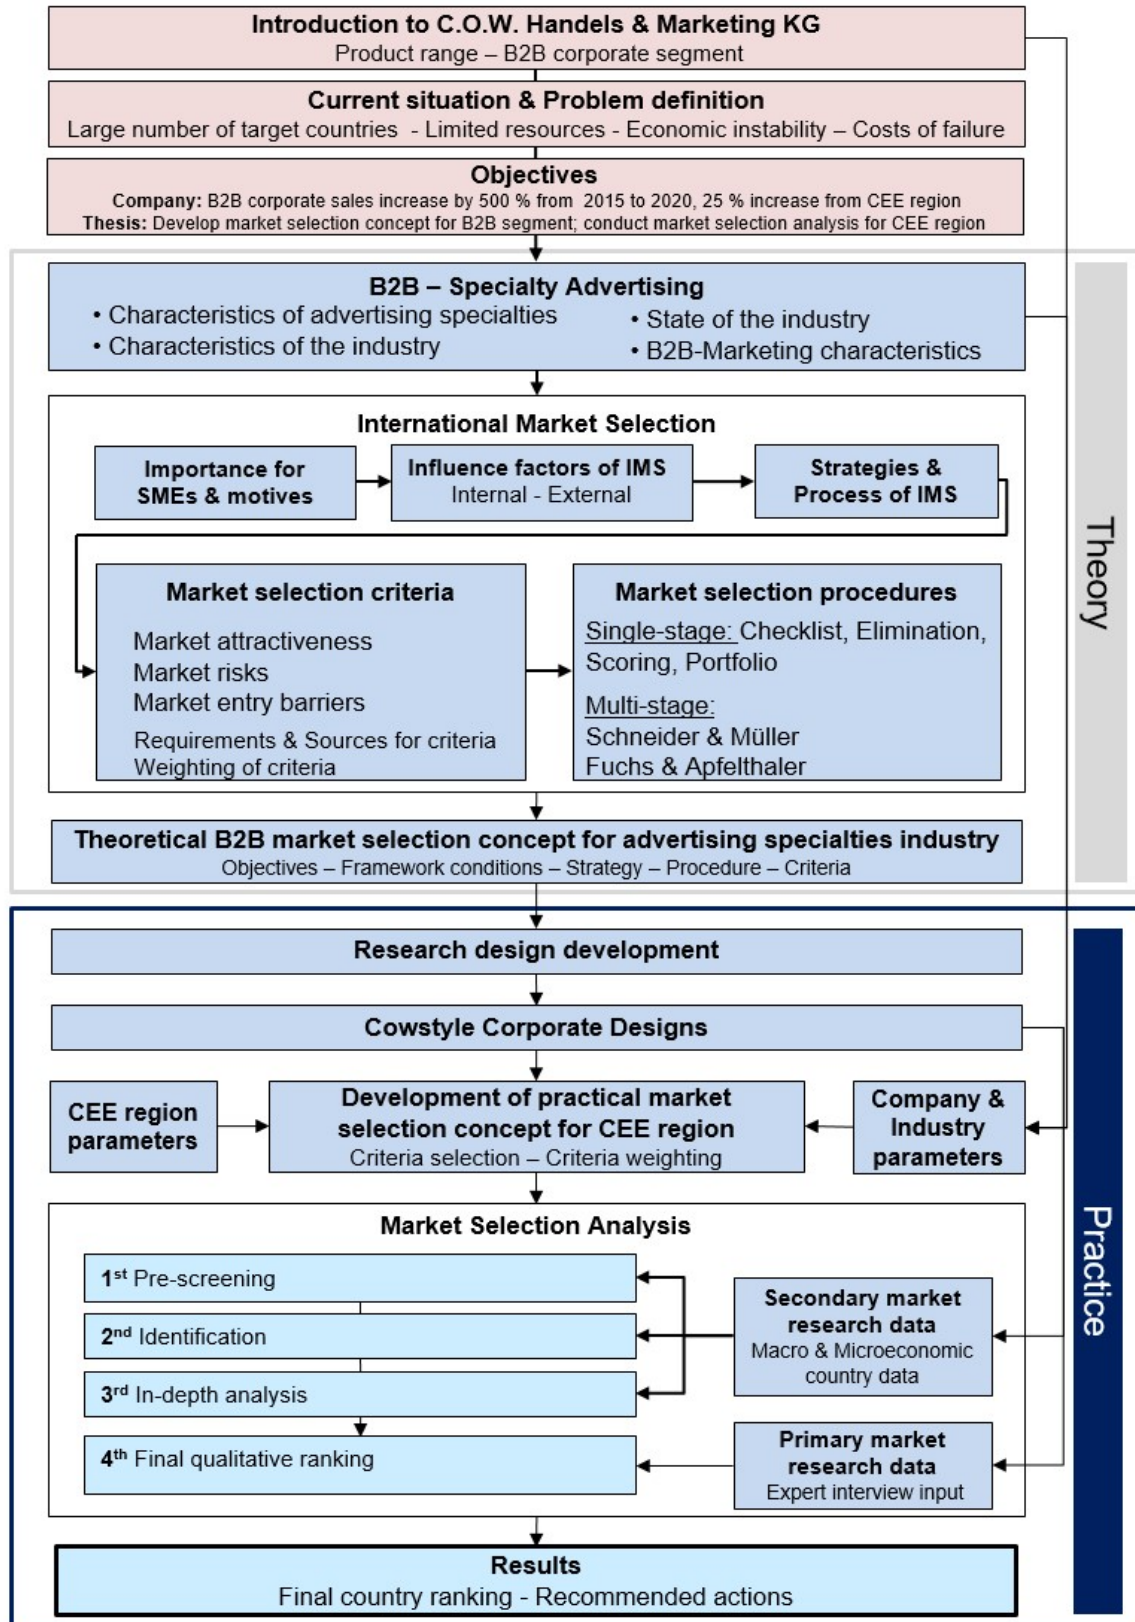 Introduction to C.O.W. Handels & Marketing KG
Product range – B2B corporate segment
Current situation & Problem definition
Large number of target countries - Limited resources - Economic instability – Costs of failure
Objectives
Company: B2B corporate sales increase by 500 % from 2015 to 2020, 25 % increase from CEE region
Thesis: Develop market selection concept for B2B segment; conduct market selection analysis for CEE region
Theory
B2B – Specialty Advertising
• Characteristics of advertising specialties
• Characteristics of the industry
• State of the industry
• B2B-Marketing characteristics
International Market Selection
Importance for
SMEs & motives
Influence factors of IMS
Internal - External
Strategies &
Process of IMS
Market selection criteria
Market attractiveness
Market risks
Market entry barriers
Requirements & Sources for criteria
Weighting of criteria
Market selection procedures
Single-stage: Checklist, Elimination,
Scoring, Portfolio
Multi-stage:
Schneider & Müller
Fuchs & Apfelthaler
Theoretical B2B market selection concept for advertising specialties industry
Objectives – Framework conditions – Strategy – Procedure – Criteria
Practice
Research design development
Cowstyle Corporate Designs
CEE region
parameters
Development of practical market
selection concept for CEE region
Criteria selection – Criteria weighting
Company &
Industry
parameters
Market Selection Analysis
1st Pre-screening
2nd Identification
3rd In-depth analysis
4th Final qualitative ranking
Secondary market
research data
Macro & Microeconomic
country data
Primary market
research data
Expert interview input
Results
Final country ranking - Recommended actions